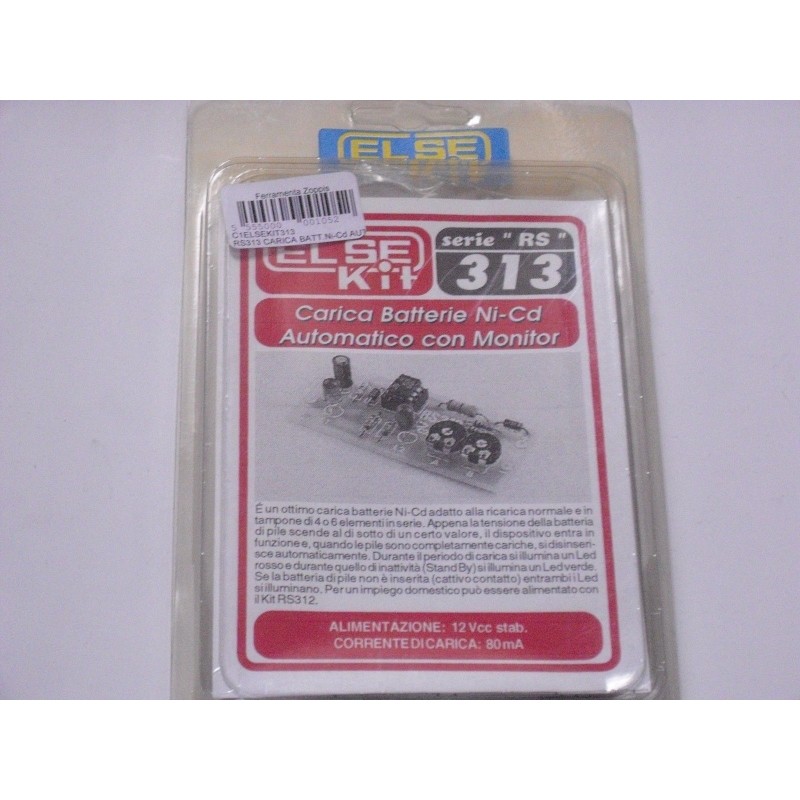 ELSE
Kit
Ferramenta Zoppis
5 555000 001052
C1ELSEKIT313
RS313 CARICA BATT.Ni-Cd AUT
ELSE
Kit
serie " RS "
313
Carica Batterie Ni-Cd
Automatico con Monitor
È un ottimo carica batterie Ni-Cd adatto alla ricarica normale e in
tampone di 4 o 6 elementi in serie. Appena la tensione della batteria
di pile scende al di sotto di un certo valore, il dispositivo entra in
funzione e, quando le pile sono completamente cariche, si disinseri-
sce automaticamente. Durante il periodo di carica si illumina un Led
rosso e durante quello di inattività (Stand By) si illumina un Led verde.
Se la batteria di pile non è inserita (cattivo contatto) entrambi i Led
si illuminano. Per un impiego domestico può essere alimentato con
il Kit RS312.
ALIMENTAZIONE: 12 Vcc stab.
CORRENTE DI CARICA: 80 mA